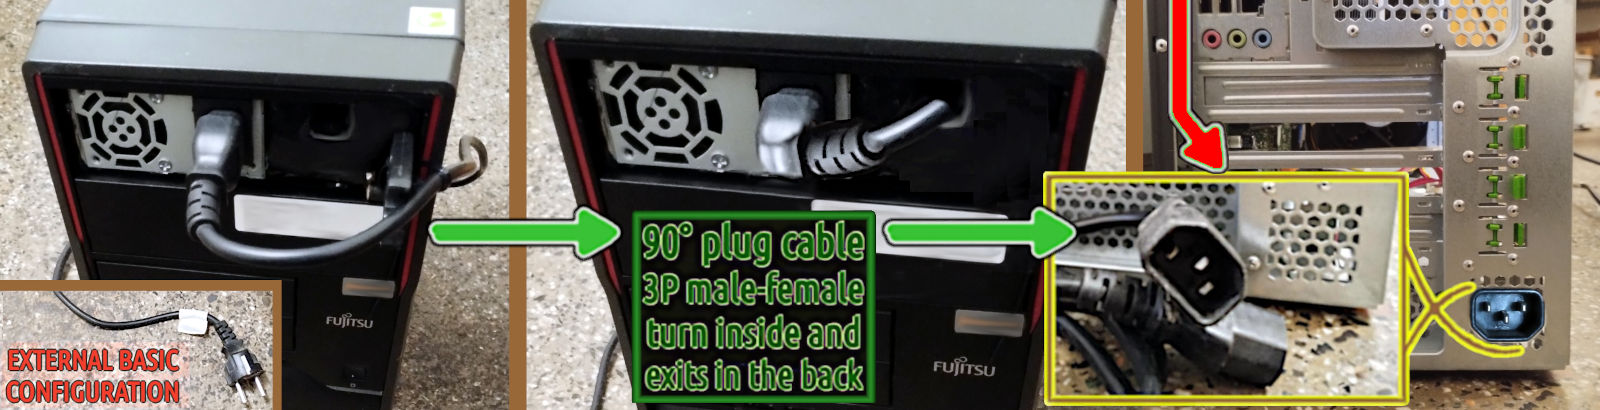 EXTERNAL BASIC
CONFIGURATION
FUJITSU
90° plug cable
3P male-female
turn inside and
exits in the back
FUJITSU